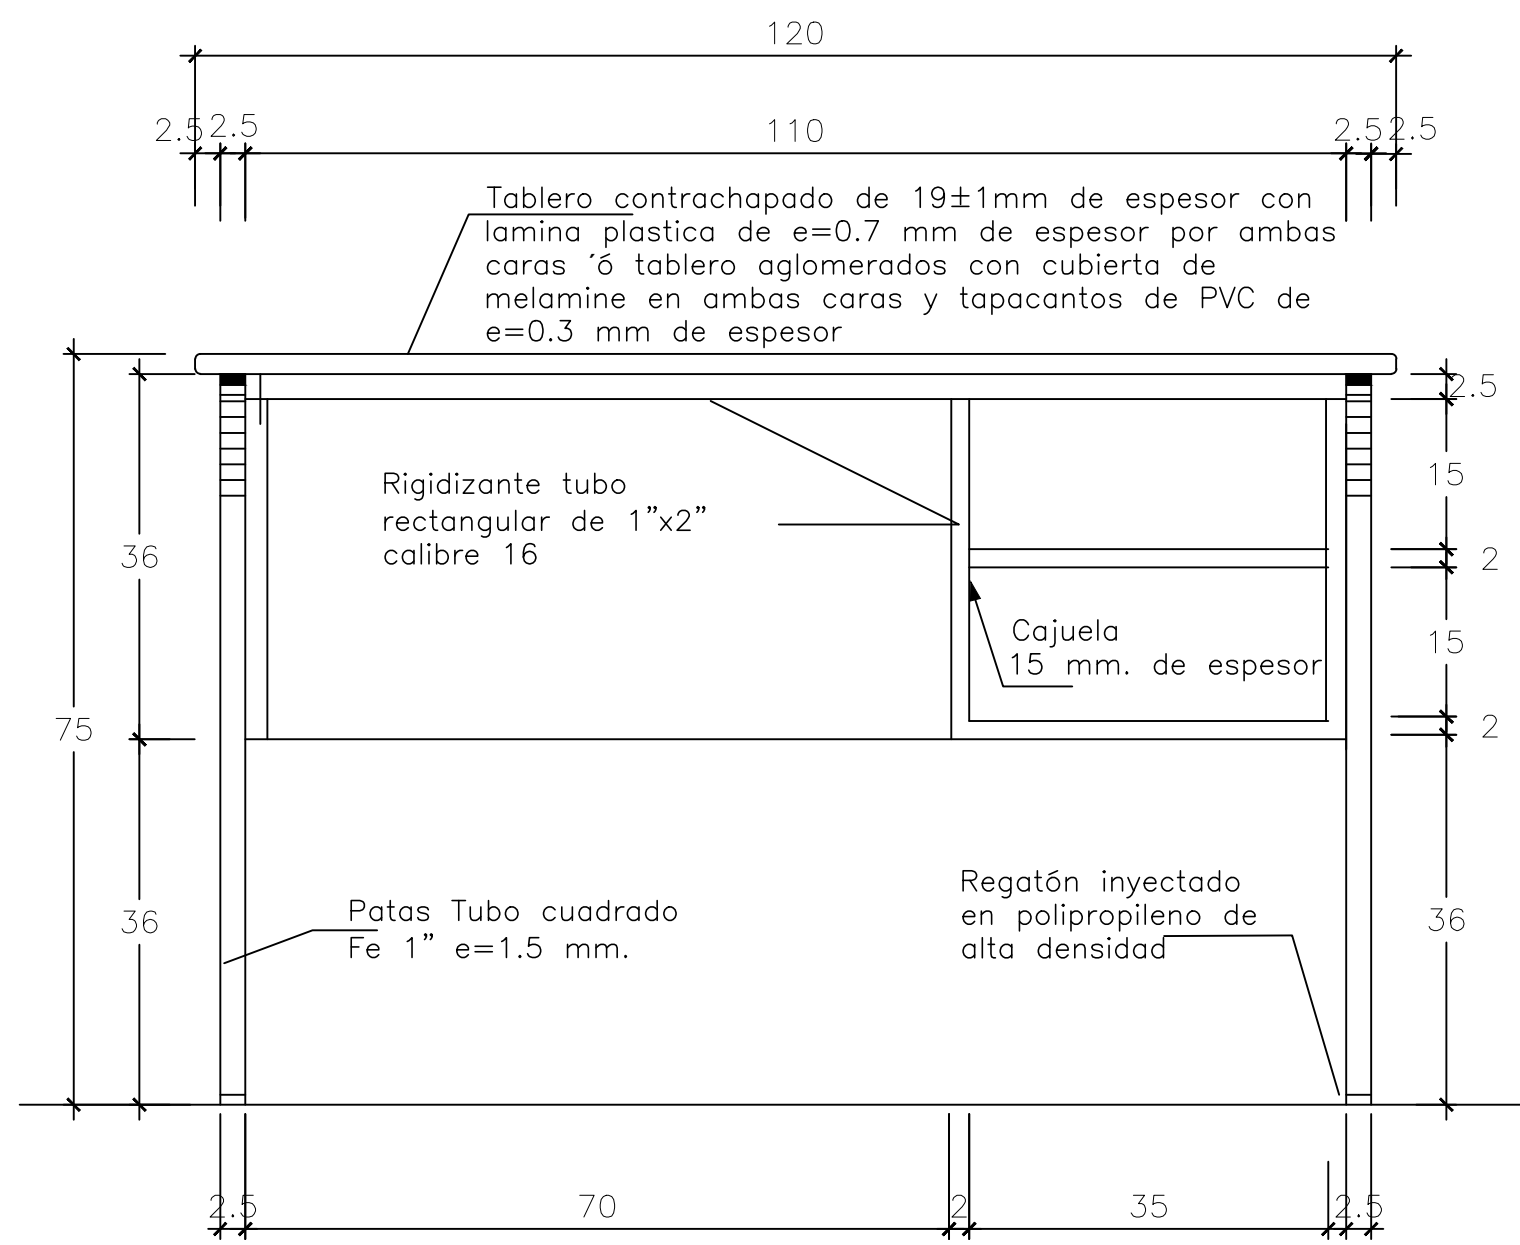 120
2.5 2.5 110 2.5 2.5
Tablero contrachapado de 19±1mm de espesor con
lamina plastica de e=0.7 mm de espesor por ambas
caras ´ó tablero aglomerados con cubierta de
melamine en ambas caras y tapacantos de PVC de
e=0.3 mm de espesor
2.5
15
Rigidizante tubo
rectangular de 1”x2”
calibre 16
36
2
Cajuela
15 mm. de espesor
15
75
2
Regatón inyectado
en polipropileno de
alta densidad
Patas Tubo cuadrado
Fe 1” e=1.5 mm.
36
36
2.5 70 2 35 2.5